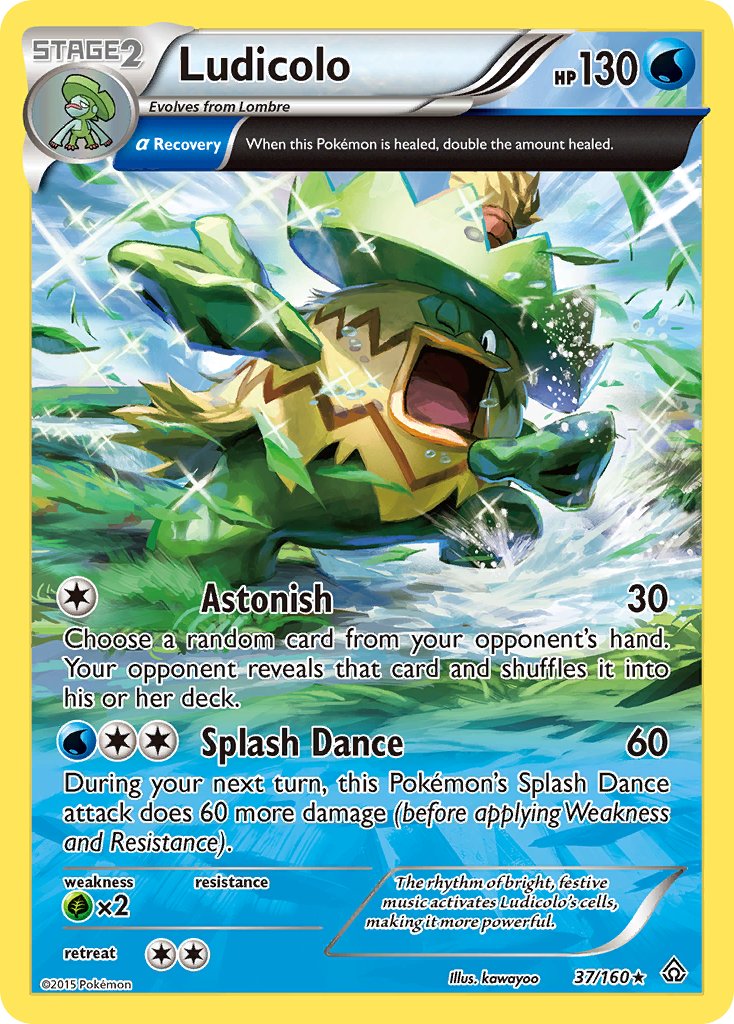 STAGE2
Ludicolo
HP130
Evolves from Lombre
α Recovery When this Pokémon is healed, double the amount healed.
Astonish 30
Choose a random card from your opponent's hand.
Your opponent reveals that card and shuffles it into
his or her deck.
Splash Dance 60
During your next turn, this Pokémon's Splash Dance
attack does 60 more damage (before applying Weakness
and Resistance).
weakness resistance
×2
retreat
The rhythm of bright, festive
music activates Ludicolo's cells,
making it more powerful.
©2015 Pokémon
Illus. kawayoo 37/160★